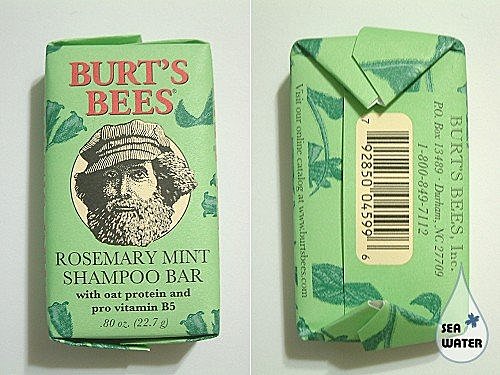 BURT'S
BEES®
ROSEMARY MINT
SHAMPOO BAR
with oat protein and
pro vitamin B5
.80 oz. (22.7 g)
Visit our online catalog at www.burtsbees.com
7 92850 04599 6
BURT'S BEES, Inc.
P.O. Box 13489 - Durham, NC 27709
1-800-849-7112
SEA
WATER